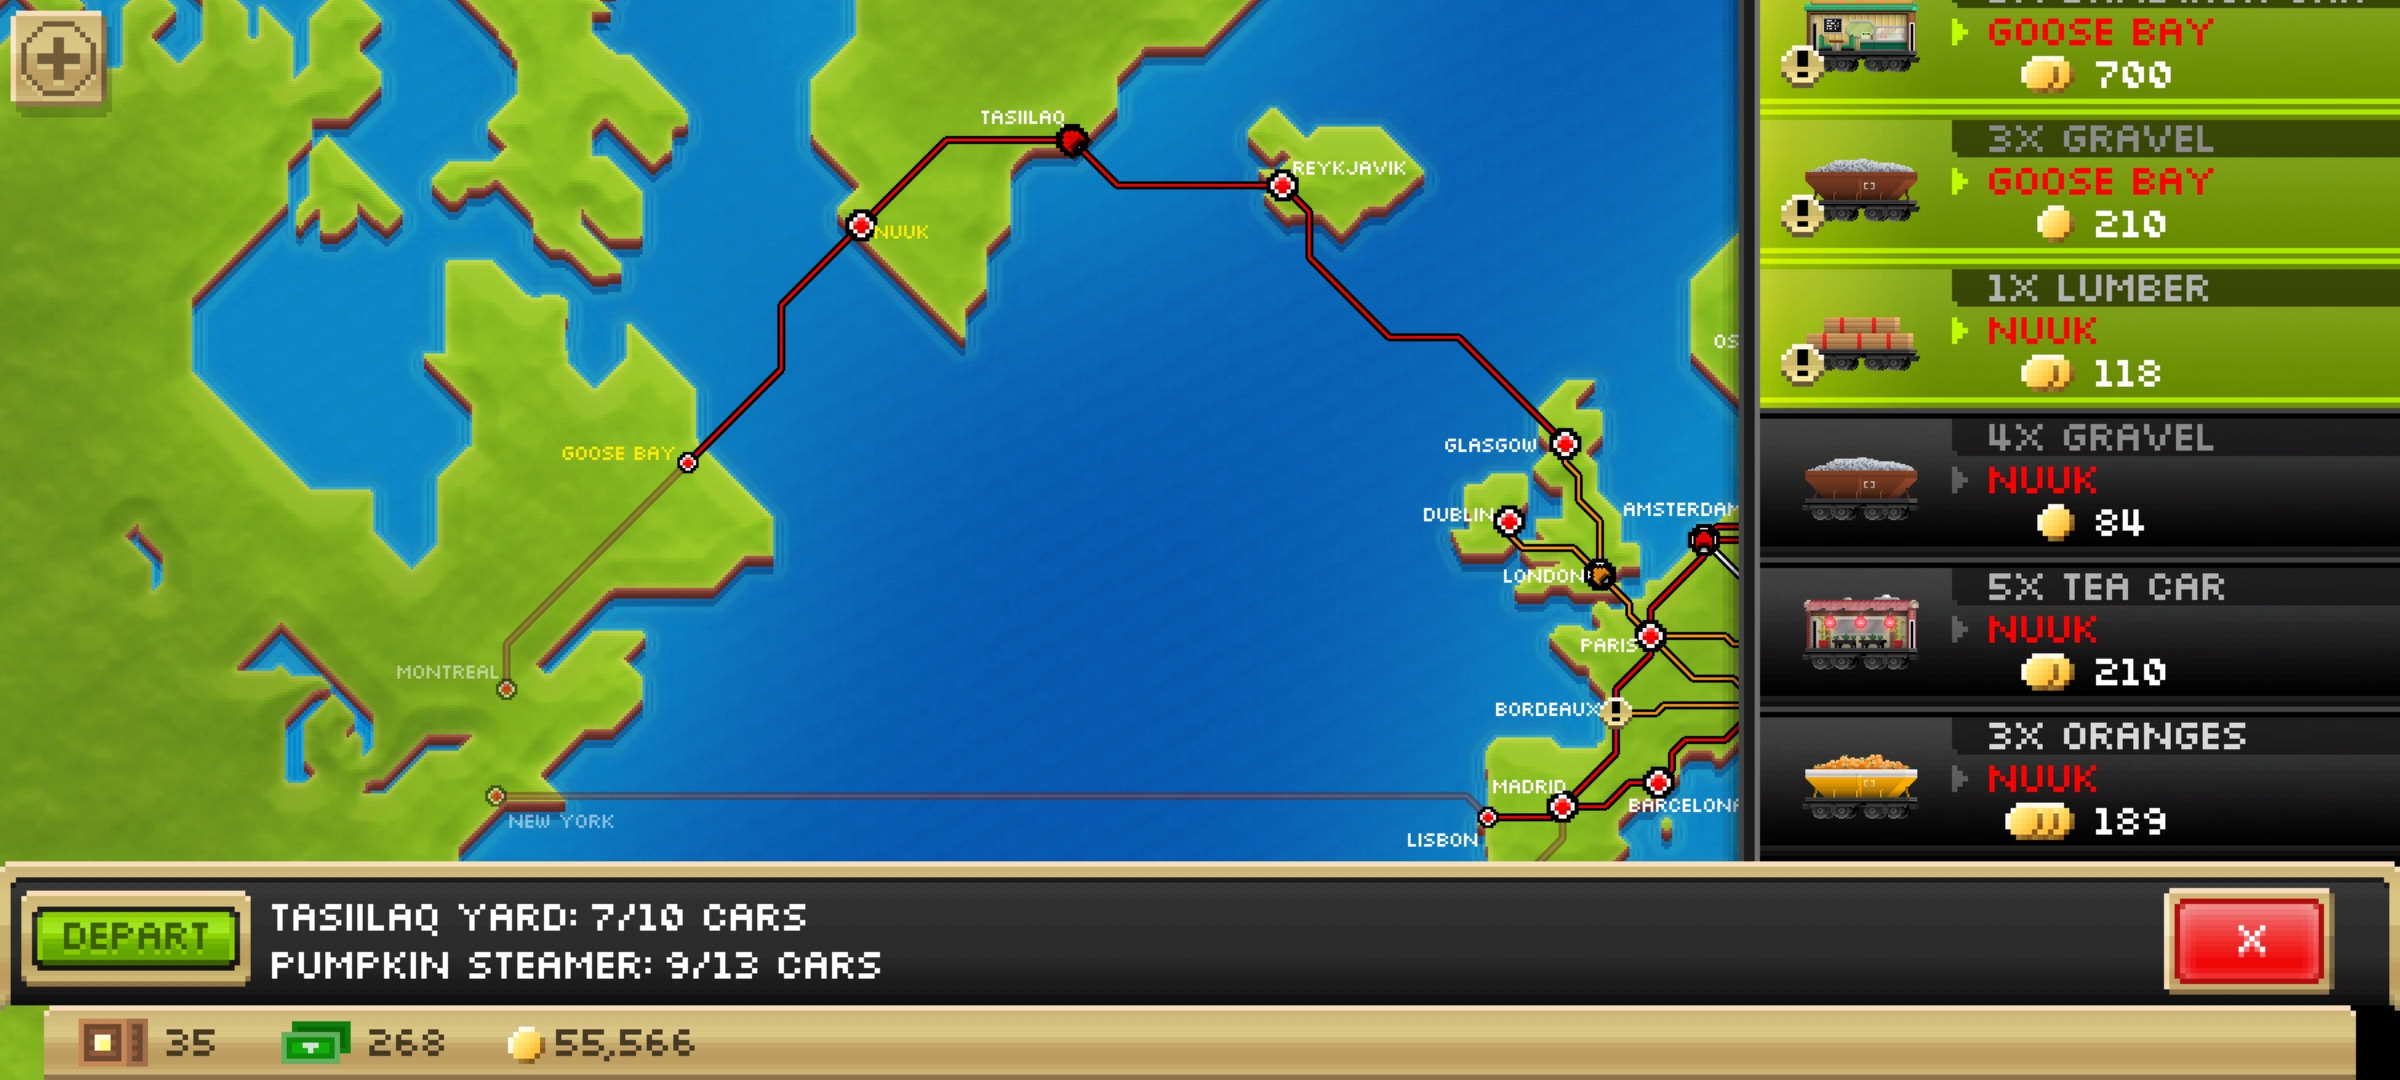 GOOSE BAY
700
3X GRAVEL
GOOSE BAY
210
1X LUMBER
NUUK
118
4X GRAVEL
NUUK
84
5X TEA CAR
NUUK
210
3X ORANGES
NUUK
189
TASIILAQ
REYKJAVIK
NUUK
OS
GOOSE BAY
GLASGOW
DUBLIN
AMSTERDAM
LONDON
PARIS
MONTREAL
BORDEAUX
MADRID
BARCELONA
NEW YORK
LISBON
DEPART
TASIILAQ YARD: 7/10 CARS
PUMPKIN STEAMER: 9/13 CARS
X
35
268
55,566